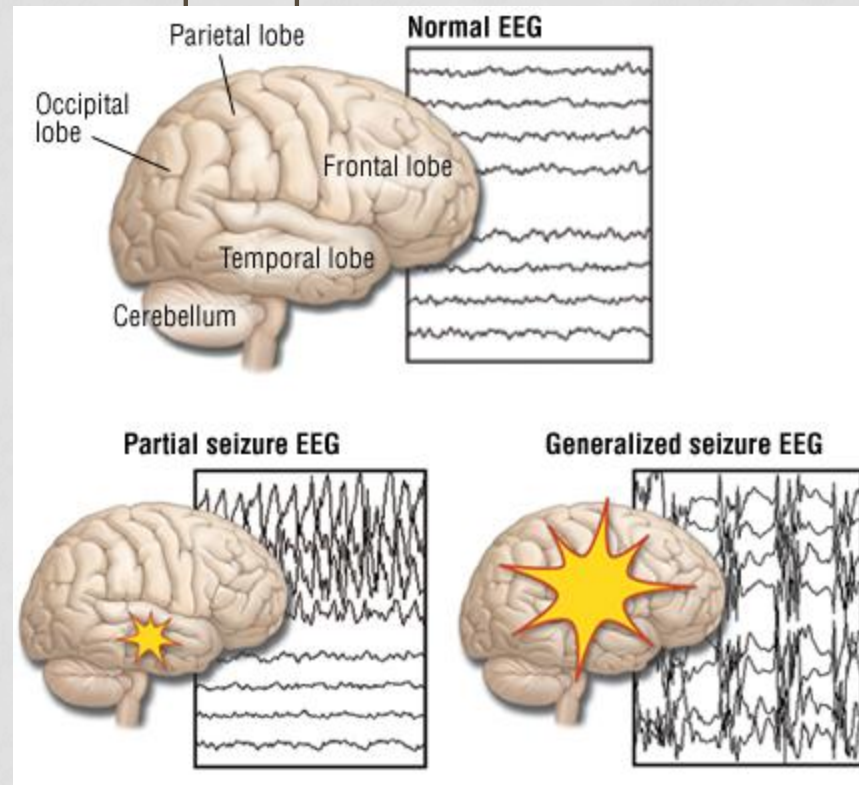 Parietal lobe
Normal EEG
Occipital
lobe
Frontal lobe
Temporal lobe
Cerebellum
Partial seizure EEG
Generalized seizure EEG